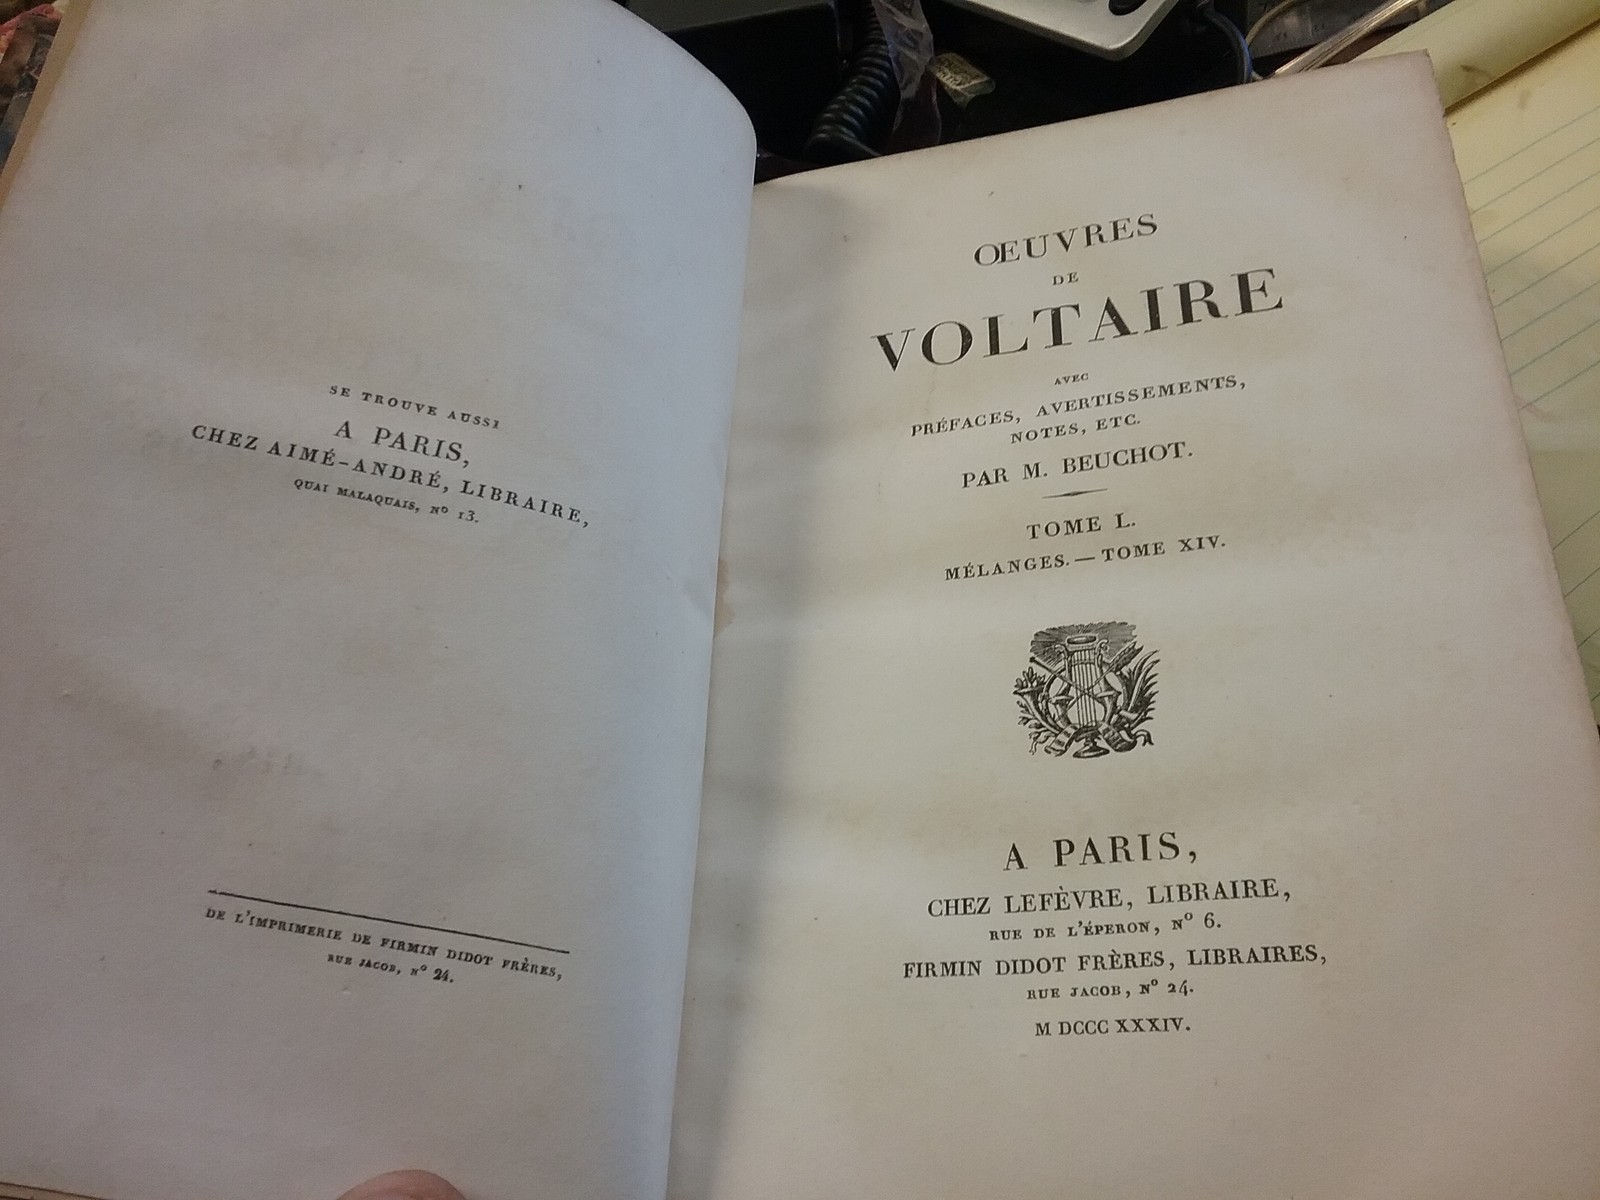 SE TROUVE AUSSI
A PARIS,
CHEZ AIMÉ-ANDRÉ, LIBRAIRE,
QUAI MALAQUAIS, Nº 13.
DE L'IMPRIMERIE DE FIRMIN DIDOT FRÈRES,
RUE JACOB, Nº 24.
ŒUVRES
DE
VOLTAIRE
AVEC
PRÉFACES, AVERTISSEMENTS,
NOTES, ETC.
PAR M. BEUCHOT.
TOME L.
MÉLANGES. — TOME XIV.
A PARIS,
CHEZ LEFÈVRE, LIBRAIRE,
RUE DE L'ÉPERON, Nº 6.
FIRMIN DIDOT FRÈRES, LIBRAIRES,
RUE JACOB, Nº 24.
M DCCC XXXIV.